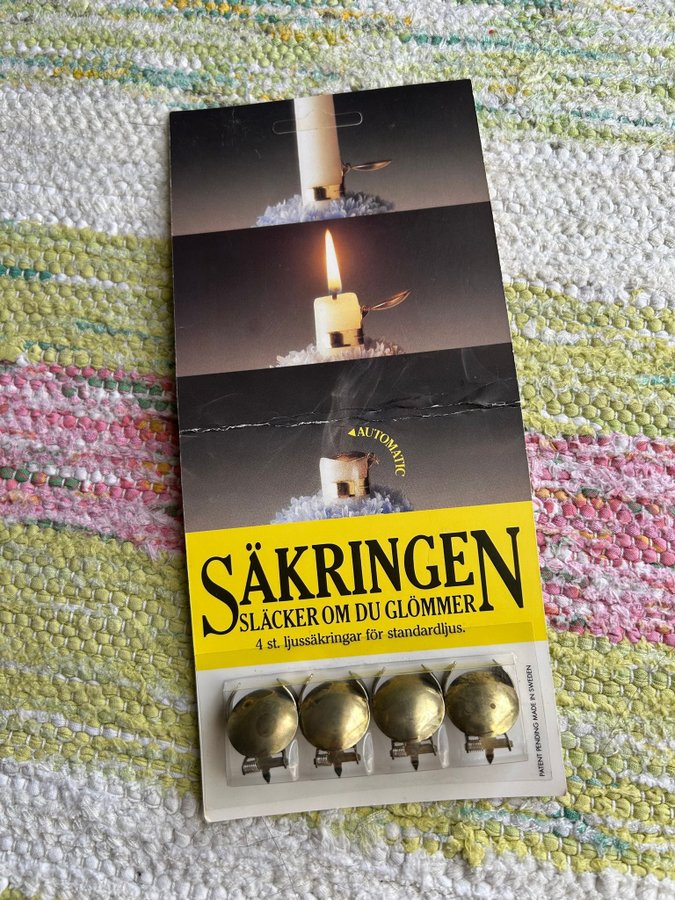 ◀AUTOMATIC
SÄKRINGEN
SLÄCKER OM DU GLÖMMER
4 st. ljussäkringar för standardljus.
PATENT PENDING MADE IN SWEDEN